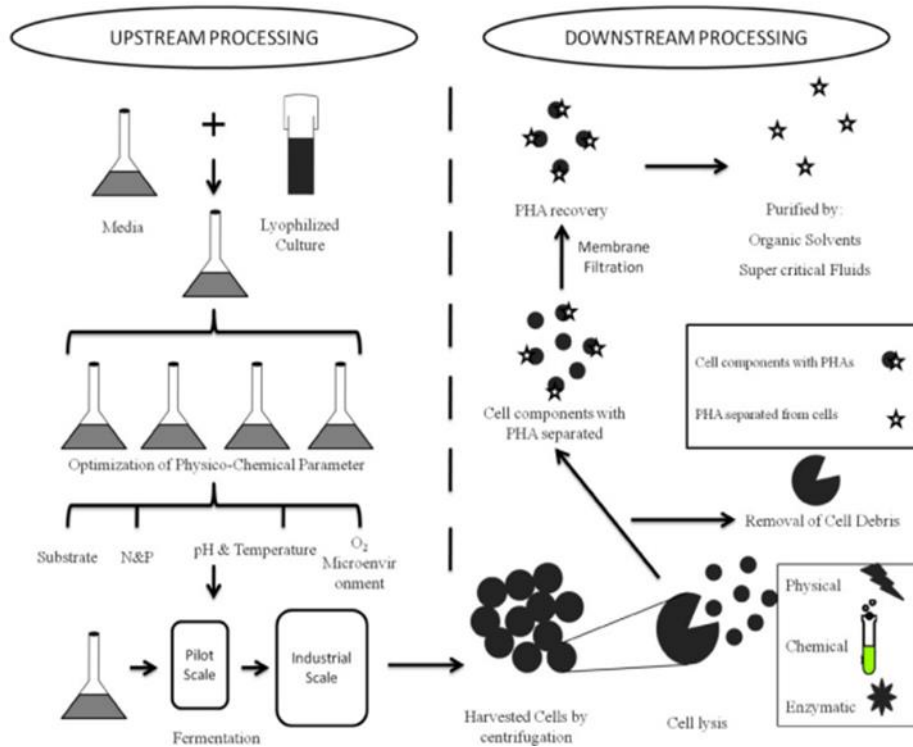 UPSTREAM PROCESSING
Media
Lyophilized
Culture
Optimization of Physico-Chemical Parameter
Substrate
N&P
pH & Temperature
O₂
Microenvir
onment
Pilot
Scale
Industrial
Scale
Fermentation
DOWNSTREAM PROCESSING
PHA recovery
Purified by:
Organic Solvents
Super critical Fluids
Membrane
Filtration
Cell components with
PHA separated
Cell components with PHAs
PHA separated from cells
Removal of Cell Debris
Physical
Chemical
Enzymatic
Harvested Cells by
centrifugation
Cell lysis